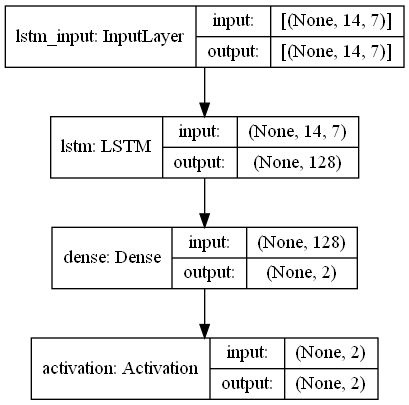 lstm_input: InputLayer
input:
[(None, 14, 7)]
output:
[(None, 14, 7)]
lstm: LSTM
input:
(None, 14, 7)
output:
(None, 128)
dense: Dense
input:
(None, 128)
output:
(None, 2)
activation: Activation
input:
(None, 2)
output:
(None, 2)